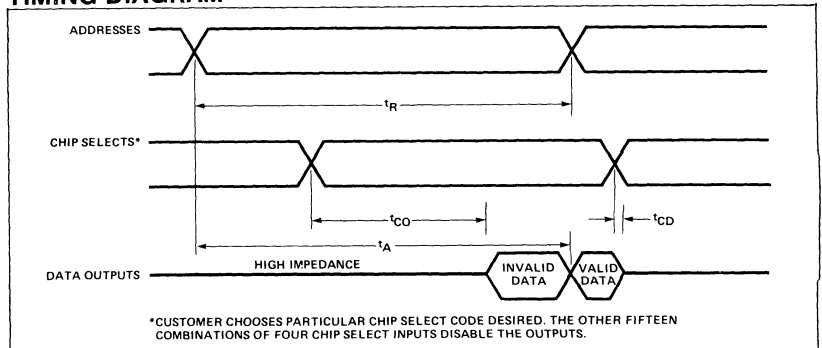 TIMING DIAGRAM
ADDRESSES
tR
CHIP SELECTS*
tCO
tCD
tA
DATA OUTPUTS
HIGH IMPEDANCE
INVALID DATA
VALID DATA
*CUSTOMER CHOOSES PARTICULAR CHIP SELECT CODE DESIRED. THE OTHER FIFTEEN
COMBINATIONS OF FOUR CHIP SELECT INPUTS DISABLE THE OUTPUTS.